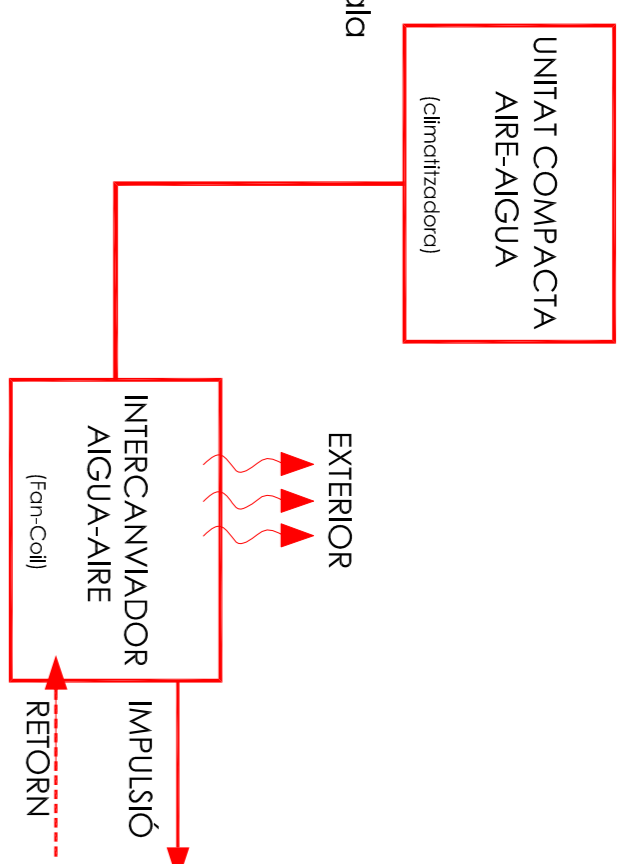 UNITAT COMPACTA
AIRE-AIGUA
(climatitzadora)
EXTERIOR
INTERCANVIADOR
AIGUA-AIRE
(Fan-Coil)
IMPULSIÓ
RETORN